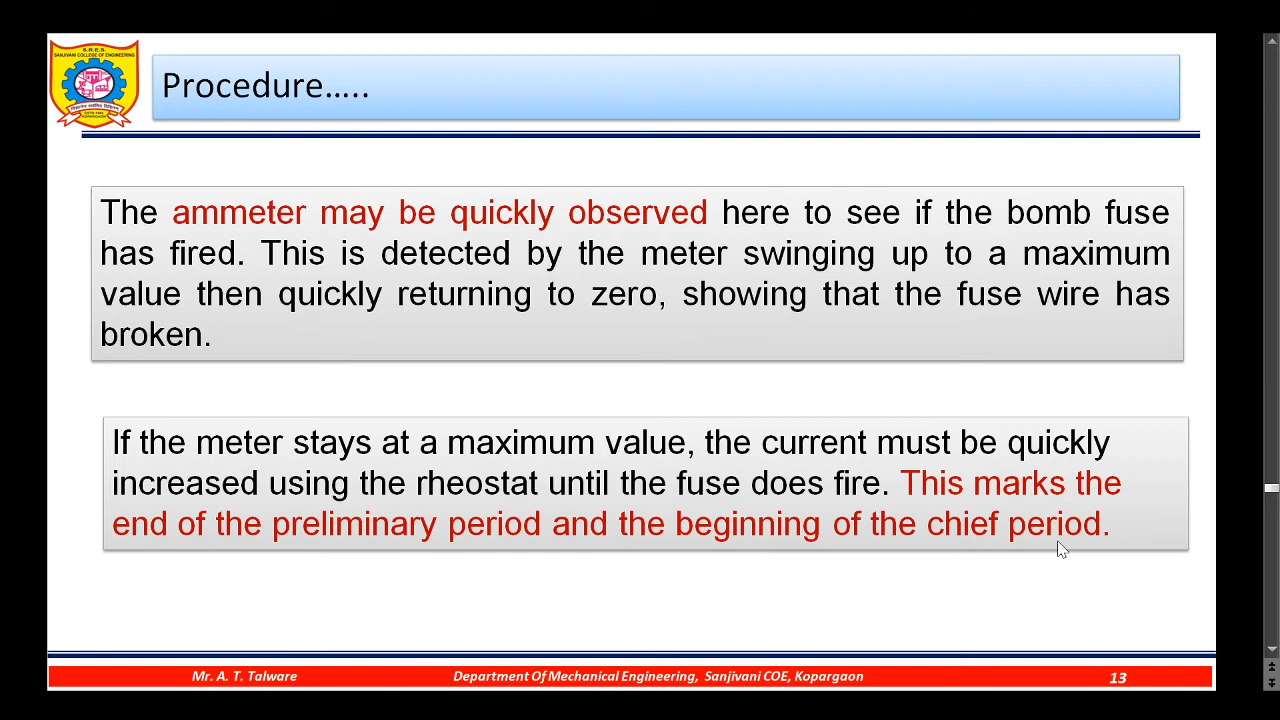 S.R.E.S.
SANJIVANI COLLEGE OF ENGINEERING
Procedure…..
The ammeter may be quickly observed here to see if the bomb fuse
has fired. This is detected by the meter swinging up to a maximum
value then quickly returning to zero, showing that the fuse wire has
broken.
If the meter stays at a maximum value, the current must be quickly
increased using the rheostat until the fuse does fire. This marks the
end of the preliminary period and the beginning of the chief period.
Mr. A. T. Talware
Department Of Mechanical Engineering, Sanjivani COE, Kopargaon
13